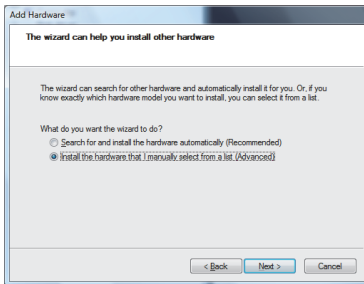 Add Hardware
The wizard can help you install other hardware
The wizard can search for other hardware and automatically install it for you. Or, if you
know exactly which hardware model you want to install, you can select it from a list.
What do you want the wizard to do?
Search for and install the hardware automatically (Recommended)
Install the hardware that I manually select from a list (Advanced)
< Back Next > Cancel